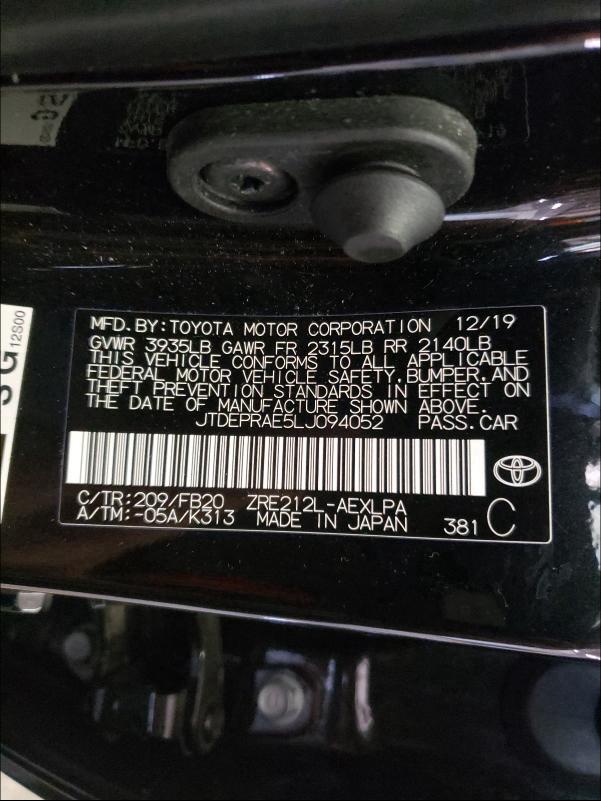 12S00
MFD.BY:TOYOTA MOTOR CORPORATION 12/19
GVWR 3935LB GAWR FR 2315LB RR 2140LB
THIS VEHICLE CONFORMS TO ALL APPLICABLE
FEDERAL MOTOR VEHICLE SAFETY,BUMPER,AND
THEFT PREVENTION STANDARDS IN EFFECT ON
THE DATE OF MANUFACTURE SHOWN ABOVE.
JTDEPRAE5LJ094052 PASS.CAR
C/TR:209/FB20 ZRE212L-AEXLPA
A/TM:-05A/K313 MADE IN JAPAN 381 C